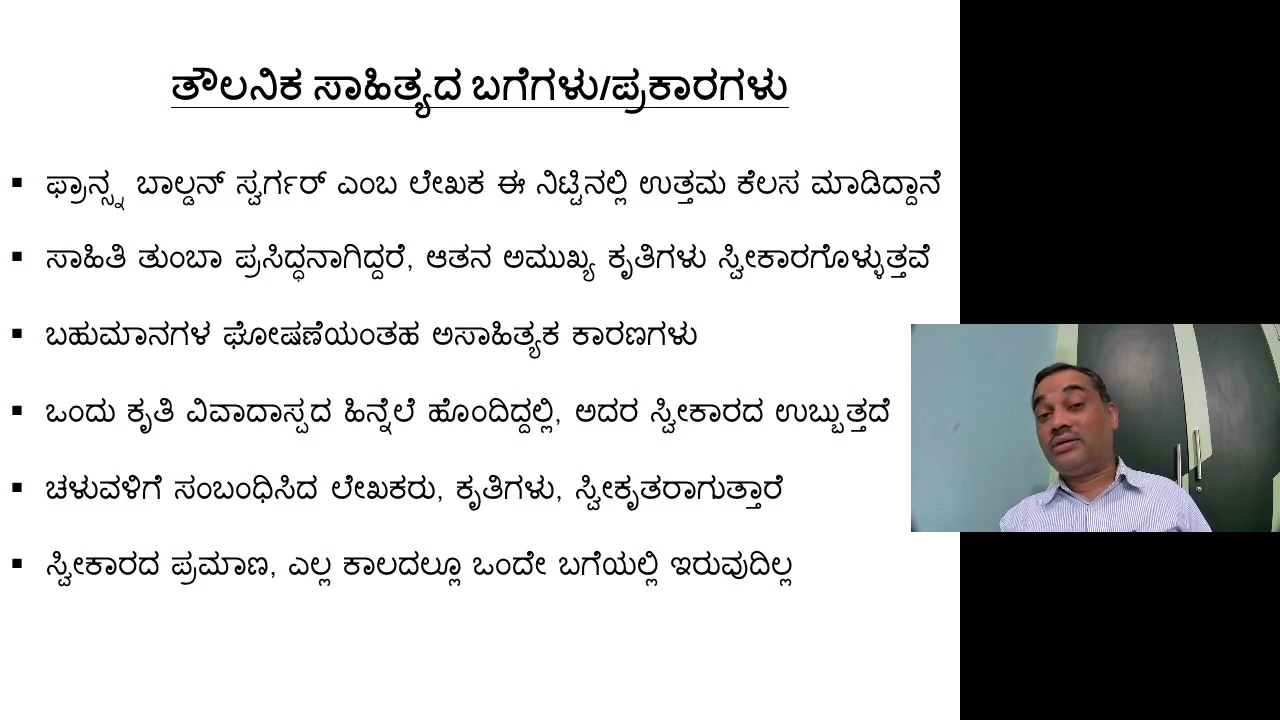 ತೌಲನಿಕ ಸಾಹಿತ್ಯದ ಬಗೆಗಳು/ಪ್ರಕಾರಗಳು
▪ ಫ್ರಾನ್ಸ್ನ ಬಾಲ್ಡನ್ ಸ್ವರ್ಗರ್ ಎಂಬ ಲೇಖಕ ಈ ನಿಟ್ಟಿನಲ್ಲಿ ಉತ್ತಮ ಕೆಲಸ ಮಾಡಿದ್ದಾನೆ
▪ ಸಾಹಿತಿ ತುಂಬಾ ಪ್ರಸಿದ್ಧನಾಗಿದ್ದರೆ, ಆತನ ಅಮುಖ್ಯ ಕೃತಿಗಳು ಸ್ವೀಕಾರಗೊಳ್ಳುತ್ತವೆ
▪ ಬಹುಮಾನಗಳ ಘೋಷಣೆಯಂತಹ ಅಸಾಹಿತ್ಯಕ ಕಾರಣಗಳು
▪ ಒಂದು ಕೃತಿ ವಿವಾದಾಸ್ಪದ ಹಿನ್ನೆಲೆ ಹೊಂದಿದ್ದಲ್ಲಿ, ಅದರ ಸ್ವೀಕಾರದ ಉಬ್ಬುತ್ತದೆ
▪ ಚಳುವಳಿಗೆ ಸಂಬಂಧಿಸಿದ ಲೇಖಕರು, ಕೃತಿಗಳು, ಸ್ವೀಕೃತರಾಗುತ್ತಾರೆ
▪ ಸ್ವೀಕಾರದ ಪ್ರಮಾಣ, ಎಲ್ಲ ಕಾಲದಲ್ಲೂ ಒಂದೇ ಬಗೆಯಲ್ಲಿ ಇರುವುದಿಲ್ಲ